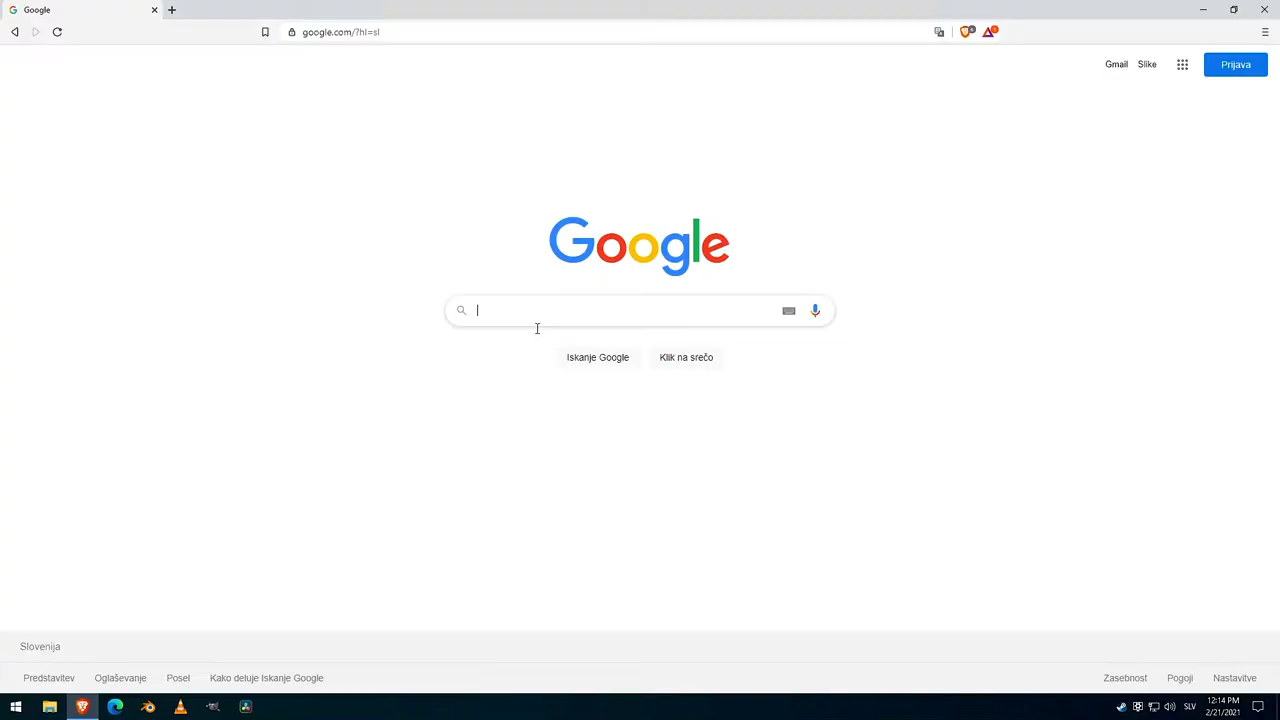 Google
google.com/?hl=sl
Gmail Slike Prijava
Google
Iskanje Google Klik na srečo
Slovenija
Predstavitev Oglaševanje Posel Kako deluje Iskanje Google Zasebnost Pogoji Nastavitve
SLV 12:14 PM
2/21/2021